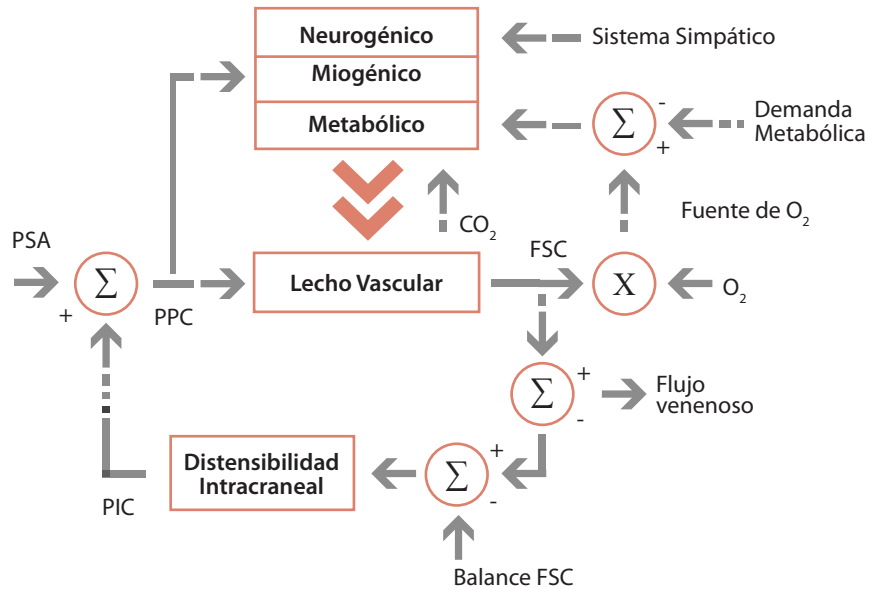 Neurogénico
Sistema Simpático
Miogénico
Metabólico
Σ
-
+
Demanda
Metabólica
CO₂
Fuente de O₂
PSA
Σ
+
PPC
Lecho Vascular
FSC
X
O₂
Σ
+
-
Flujo
venenoso
Distensibilidad
Intracraneal
Σ
+
-
PIC
Balance FSC